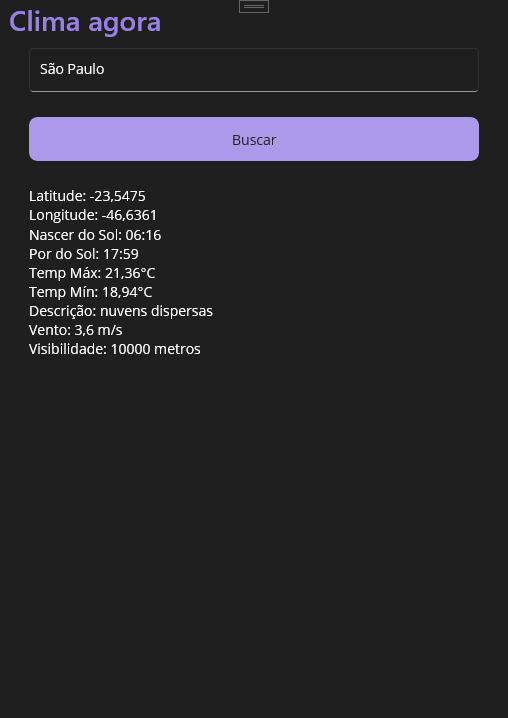 Clima agora
São Paulo
Buscar
Latitude: -23,5475
Longitude: -46,6361
Nascer do Sol: 06:16
Por do Sol: 17:59
Temp Máx: 21,36°C
Temp Mín: 18,94°C
Descrição: nuvens dispersas
Vento: 3,6 m/s
Visibilidade: 10000 metros